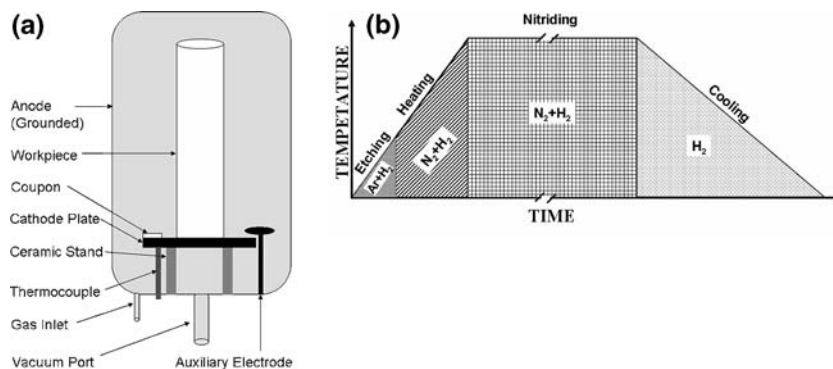 (a)
Anode
(Grounded)
Workpiece
Coupon
Cathode Plate
Ceramic Stand
Thermocouple
Gas Inlet
Vacuum Port
Auxiliary Electrode
(b)
Nitriding
TEMPETATURE
Etching
Heating
Ar+H₂
N₂+H₂
N₂+H₂
Cooling
H₂
TIME